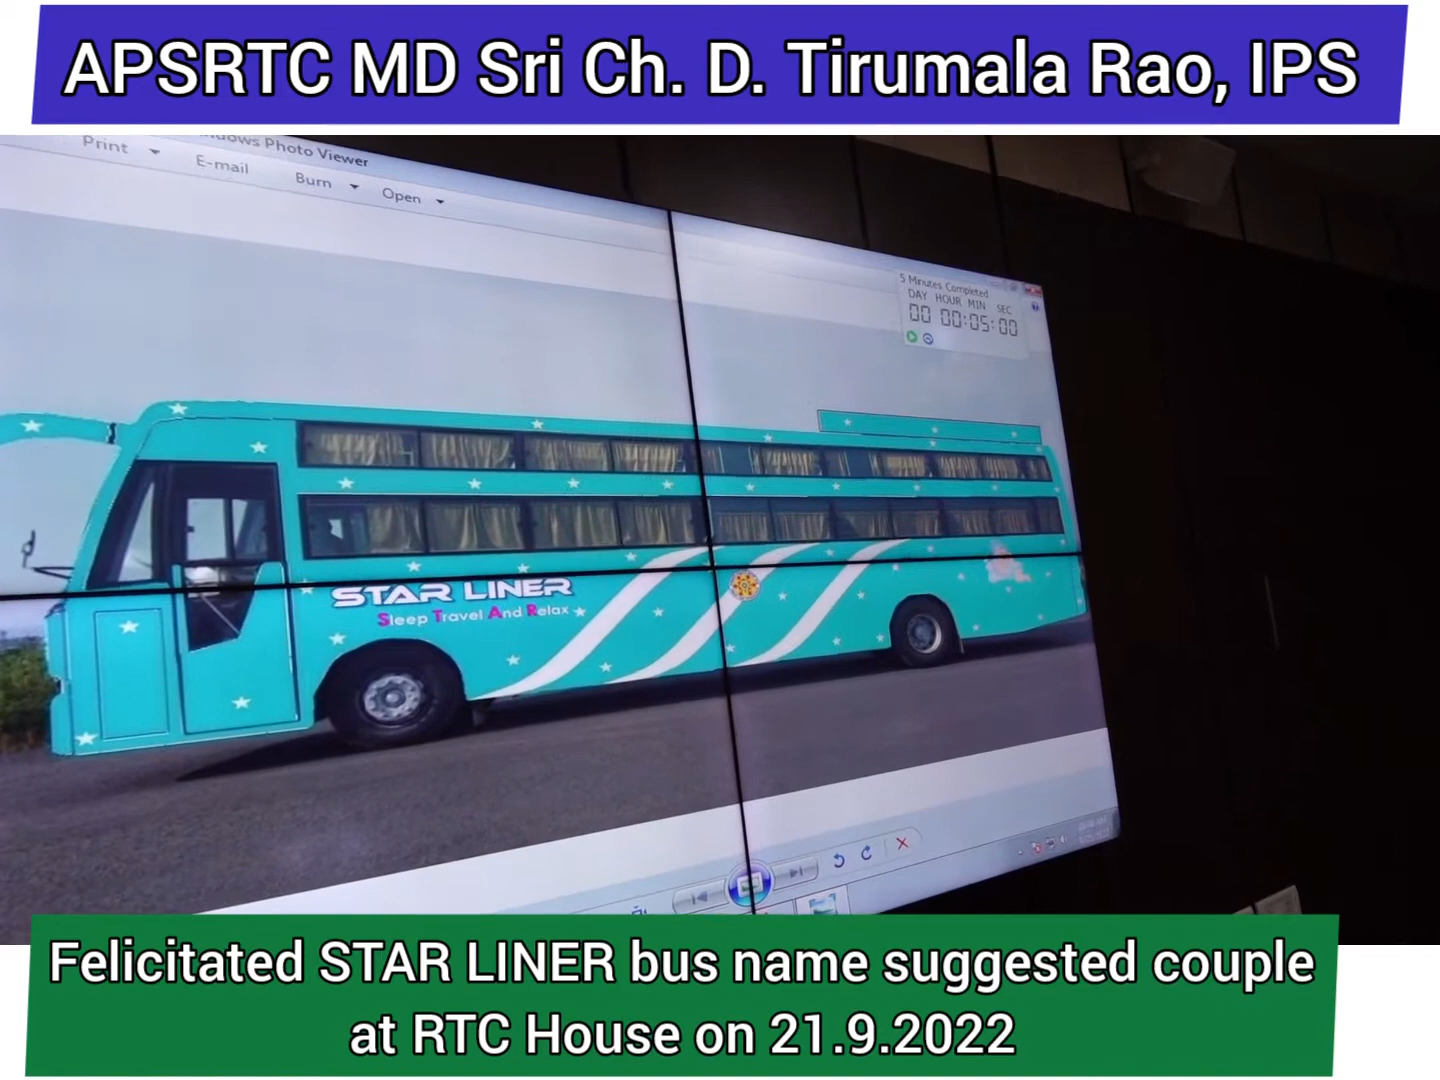 APSRTC MD Sri Ch. D. Tirumala Rao, IPS
Photo Viewer
Print E-mail Burn Open
5 Minutes Completed
DAY HOUR MIN SEC
00 00:05:00
STAR LINER
Sleep Travel And Relax
Felicitated STAR LINER bus name suggested couple
at RTC House on 21.9.2022